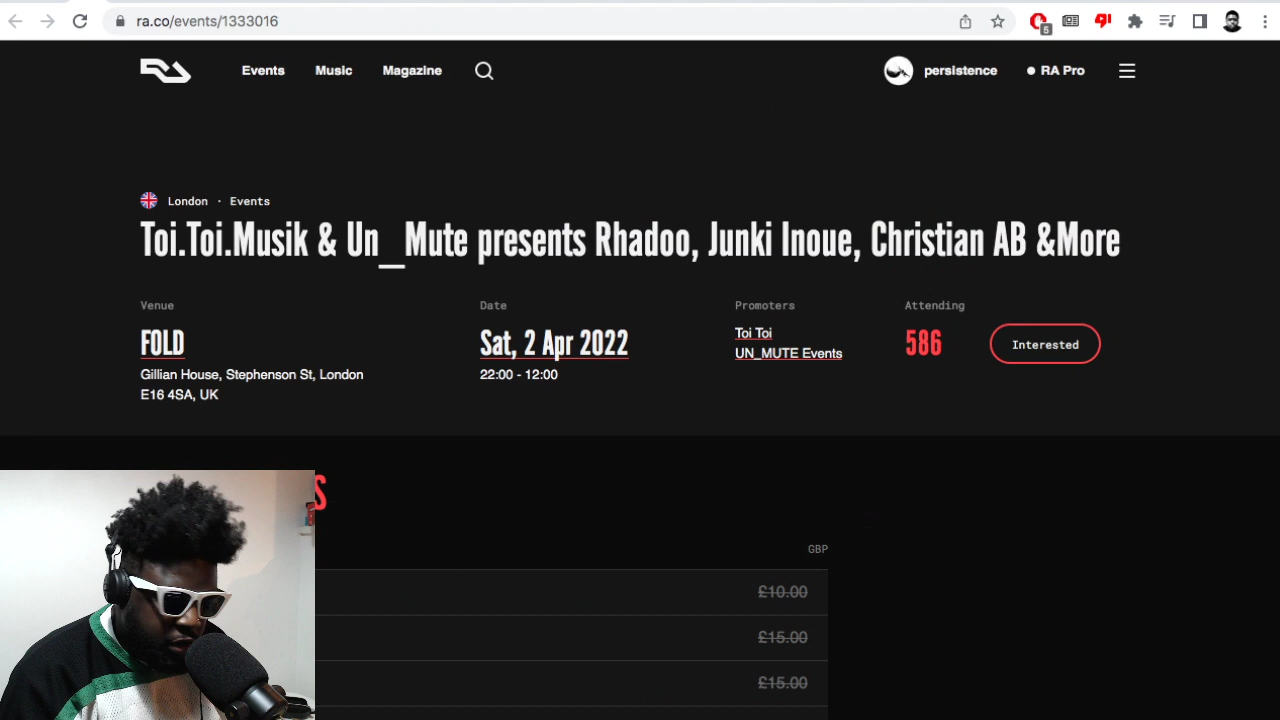 ra.co/events/1333016
5
Events Music Magazine
persistence
RA Pro
London · Events
Toi.Toi.Musik & Un__Mute presents Rhadoo, Junki Inoue, Christian AB &More
Venue
FOLD
Gillian House, Stephenson St, London
E16 4SA, UK
Date
Sat, 2 Apr 2022
22:00 - 12:00
Promoters
Toi Toi
UN_MUTE Events
Attending
586
Interested
GBP
£10.00
£15.00
£15.00